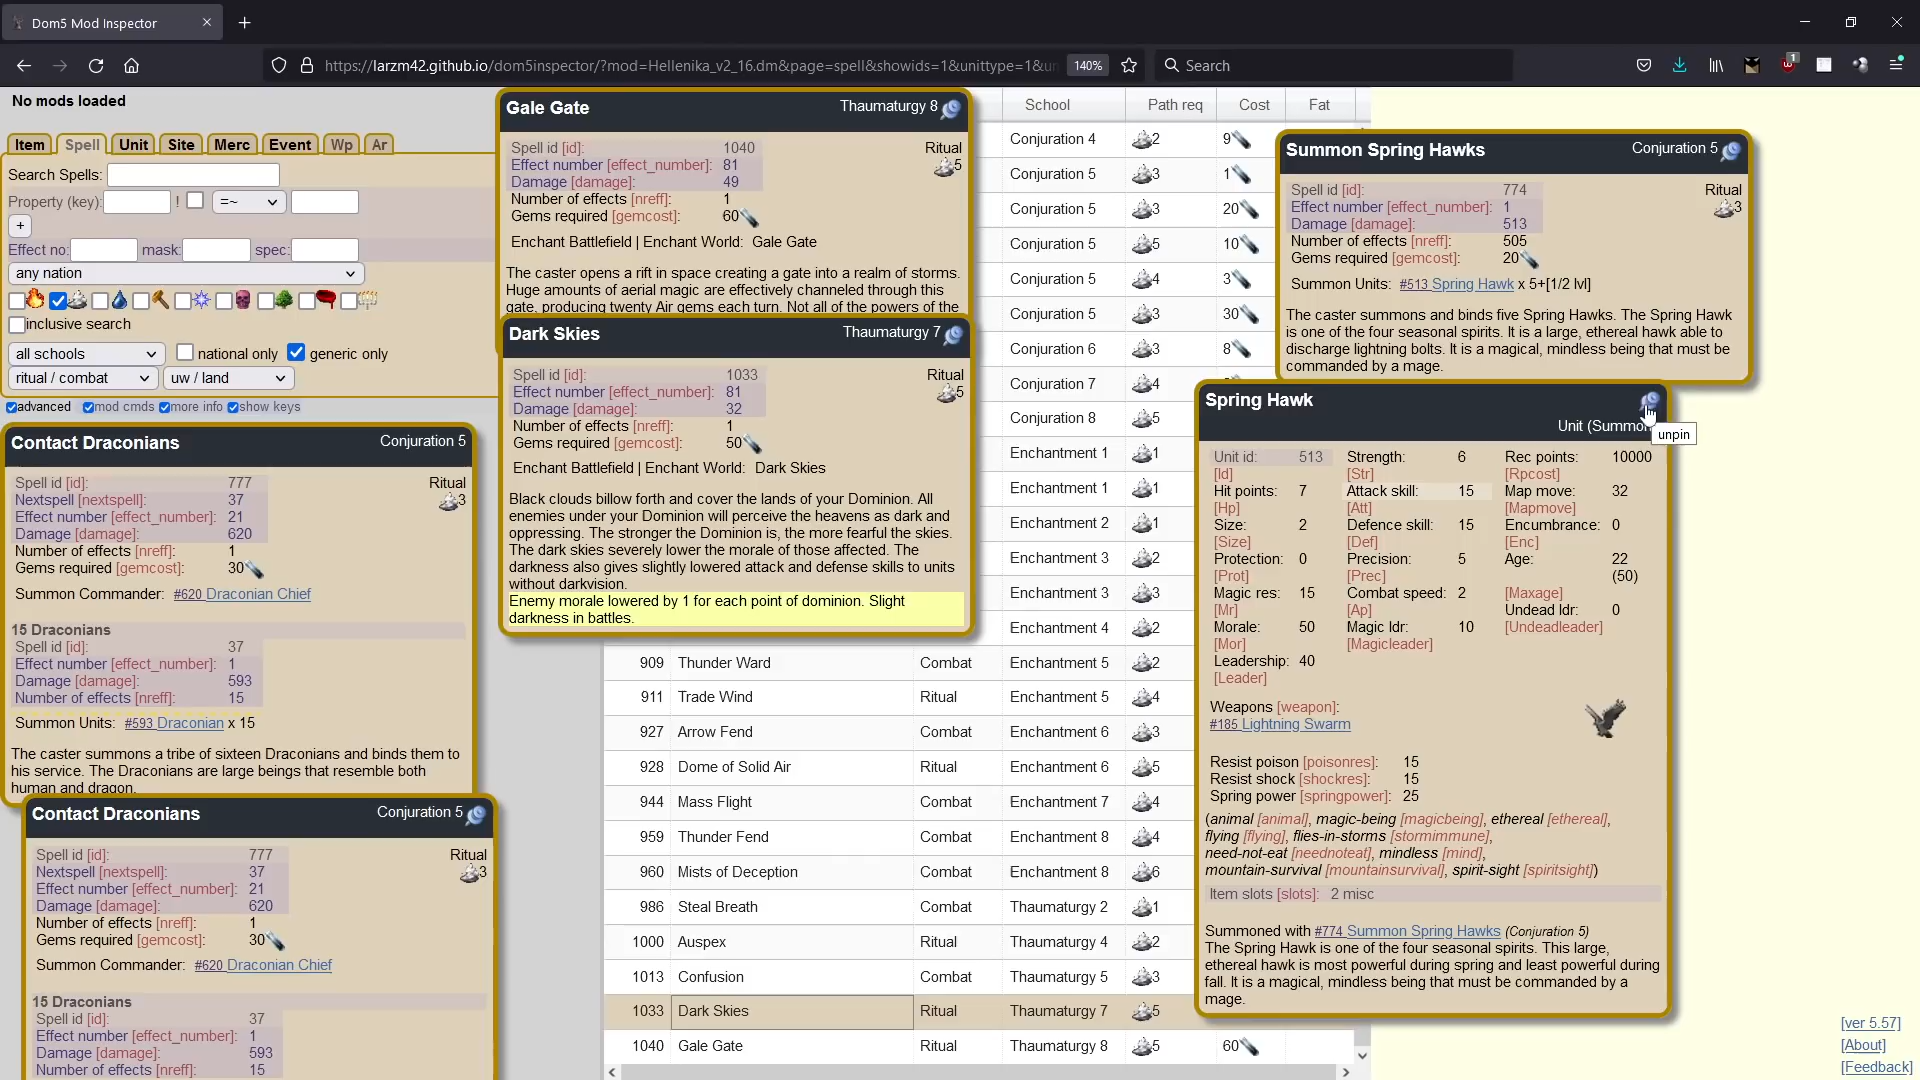 Dom5 Mod Inspector
https://larzm42.github.io/dom5inspector/?mod=Hellenika_v2_16.dm&page=spell&showids=1&unittype=1&u
140%
Search
1
No mods loaded
Item Spell Unit Site Merc Event Wp Ar
Search Spells:
Property (key): ! =~
+
Effect no: mask: spec:
any nation
inclusive search
all schools national only generic only
ritual / combat uw / land
advanced mod cmds more info show keys
Contact Draconians Conjuration 5
Spell id [id]: 777 Ritual
Nextspell [nextspell]: 37 3
Effect number [effect_number]: 21
Damage [damage]: 620
Number of effects [nreff]: 1
Gems required [gemcost]: 30
Summon Commander: #620 Draconian Chief
15 Draconians
Spell id [id]: 37
Effect number [effect_number]: 1
Damage [damage]: 593
Number of effects [nreff]: 15
Summon Units: #593 Draconian x 15
The caster summons a tribe of sixteen Draconians and binds them to
his service. The Draconians are large beings that resemble both
human and dragon.
Contact Draconians Conjuration 5
Spell id [id]: 777 Ritual
Nextspell [nextspell]: 37 3
Effect number [effect_number]: 21
Damage [damage]: 620
Number of effects [nreff]: 1
Gems required [gemcost]: 30
Summon Commander: #620 Draconian Chief
15 Draconians
Spell id [id]: 37
Effect number [effect_number]: 1
Damage [damage]: 593
Number of effects [nreff]: 15
Gale Gate Thaumaturgy 8
Spell id [id]: 1040 Ritual
Effect number [effect_number]: 81 5
Damage [damage]: 49
Number of effects [nreff]: 1
Gems required [gemcost]: 60
Enchant Battlefield | Enchant World: Gale Gate
The caster opens a rift in space creating a gate into a realm of storms.
Huge amounts of aerial magic are effectively channeled through this
gate, producing twenty Air gems each turn. Not all of the powers of the
Dark Skies Thaumaturgy 7
Spell id [id]: 1033 Ritual
Effect number [effect_number]: 81 5
Damage [damage]: 32
Number of effects [nreff]: 1
Gems required [gemcost]: 50
Enchant Battlefield | Enchant World: Dark Skies
Black clouds billow forth and cover the lands of your Dominion. All
enemies under your Dominion will perceive the heavens as dark and
oppressing. The stronger the Dominion is, the more fearful the skies.
The dark skies severely lower the morale of those affected. The
darkness also gives slightly lowered attack and defense skills to units
without darkvision.
Enemy morale lowered by 1 for each point of dominion. Slight
darkness in battles.
School Path req Cost Fat
Conjuration 4 2 9
Conjuration 5 3 1
Conjuration 5 3 20
Conjuration 5 5 10
Conjuration 5 4 3
Conjuration 5 3 30
Conjuration 6 3 8
Conjuration 7 4
Conjuration 8 5
Enchantment 1 1
Enchantment 1 1
Enchantment 2 1
Enchantment 3 2
Enchantment 3 3
Enchantment 4 2
909 Thunder Ward Combat Enchantment 5 2
911 Trade Wind Ritual Enchantment 5 4
927 Arrow Fend Combat Enchantment 6 3
928 Dome of Solid Air Ritual Enchantment 6 5
944 Mass Flight Combat Enchantment 7 4
959 Thunder Fend Combat Enchantment 8 4
960 Mists of Deception Combat Enchantment 8 6
986 Steal Breath Combat Thaumaturgy 2 1
1000 Auspex Ritual Thaumaturgy 4 2
1013 Confusion Combat Thaumaturgy 5 3
1033 Dark Skies Ritual Thaumaturgy 7 5
1040 Gale Gate Ritual Thaumaturgy 8 5 60
Summon Spring Hawks Conjuration 5
Spell id [id]: 774 Ritual
Effect number [effect_number]: 1 3
Damage [damage]: 513
Number of effects [nreff]: 505
Gems required [gemcost]: 20
Summon Units: #513 Spring Hawk x 5+[1/2 lvl]
The caster summons and binds five Spring Hawks. The Spring Hawk
is one of the four seasonal spirits. It is a large, ethereal hawk able to
discharge lightning bolts. It is a magical, mindless being that must be
commanded by a mage.
Spring Hawk
Unit (Summon
unpin
Unit id: 513 Strength: 6 Rec points: 10000
[Id] [Str] [Rpcost]
Hit points: 7 Attack skill: 15 Map move: 32
[Hp] [Att] [Mapmove]
Size: 2 Defence skill: 15 Encumbrance: 0
[Size] [Def] [Enc]
Protection: 0 Precision: 5 Age: 22
[Prot] [Prec] (50)
Magic res: 15 Combat speed: 2 [Maxage]
[Mr] [Ap] Undead ldr: 0
Morale: 50 Magic ldr: 10 [Undeadleader]
[Mor] [Magicleader]
Leadership: 40
[Leader]
Weapons [weapon]:
#185 Lightning Swarm
Resist poison [poisonres]: 15
Resist shock [shockres]: 15
Spring power [springpower]: 25
(animal [animal], magic-being [magicbeing], ethereal [ethereal],
flying [flying], flies-in-storms [stormimmune],
need-not-eat [neednoteat], mindless [mind],
mountain-survival [mountainsurvival], spirit-sight [spiritsight])
Item slots [slots]: 2 misc
Summoned with #774 Summon Spring Hawks (Conjuration 5)
The Spring Hawk is one of the four seasonal spirits. This large,
ethereal hawk is most powerful during spring and least powerful during
fall. It is a magical, mindless being that must be commanded by a
mage.
[ver 5.57]
[About]
[Feedback]